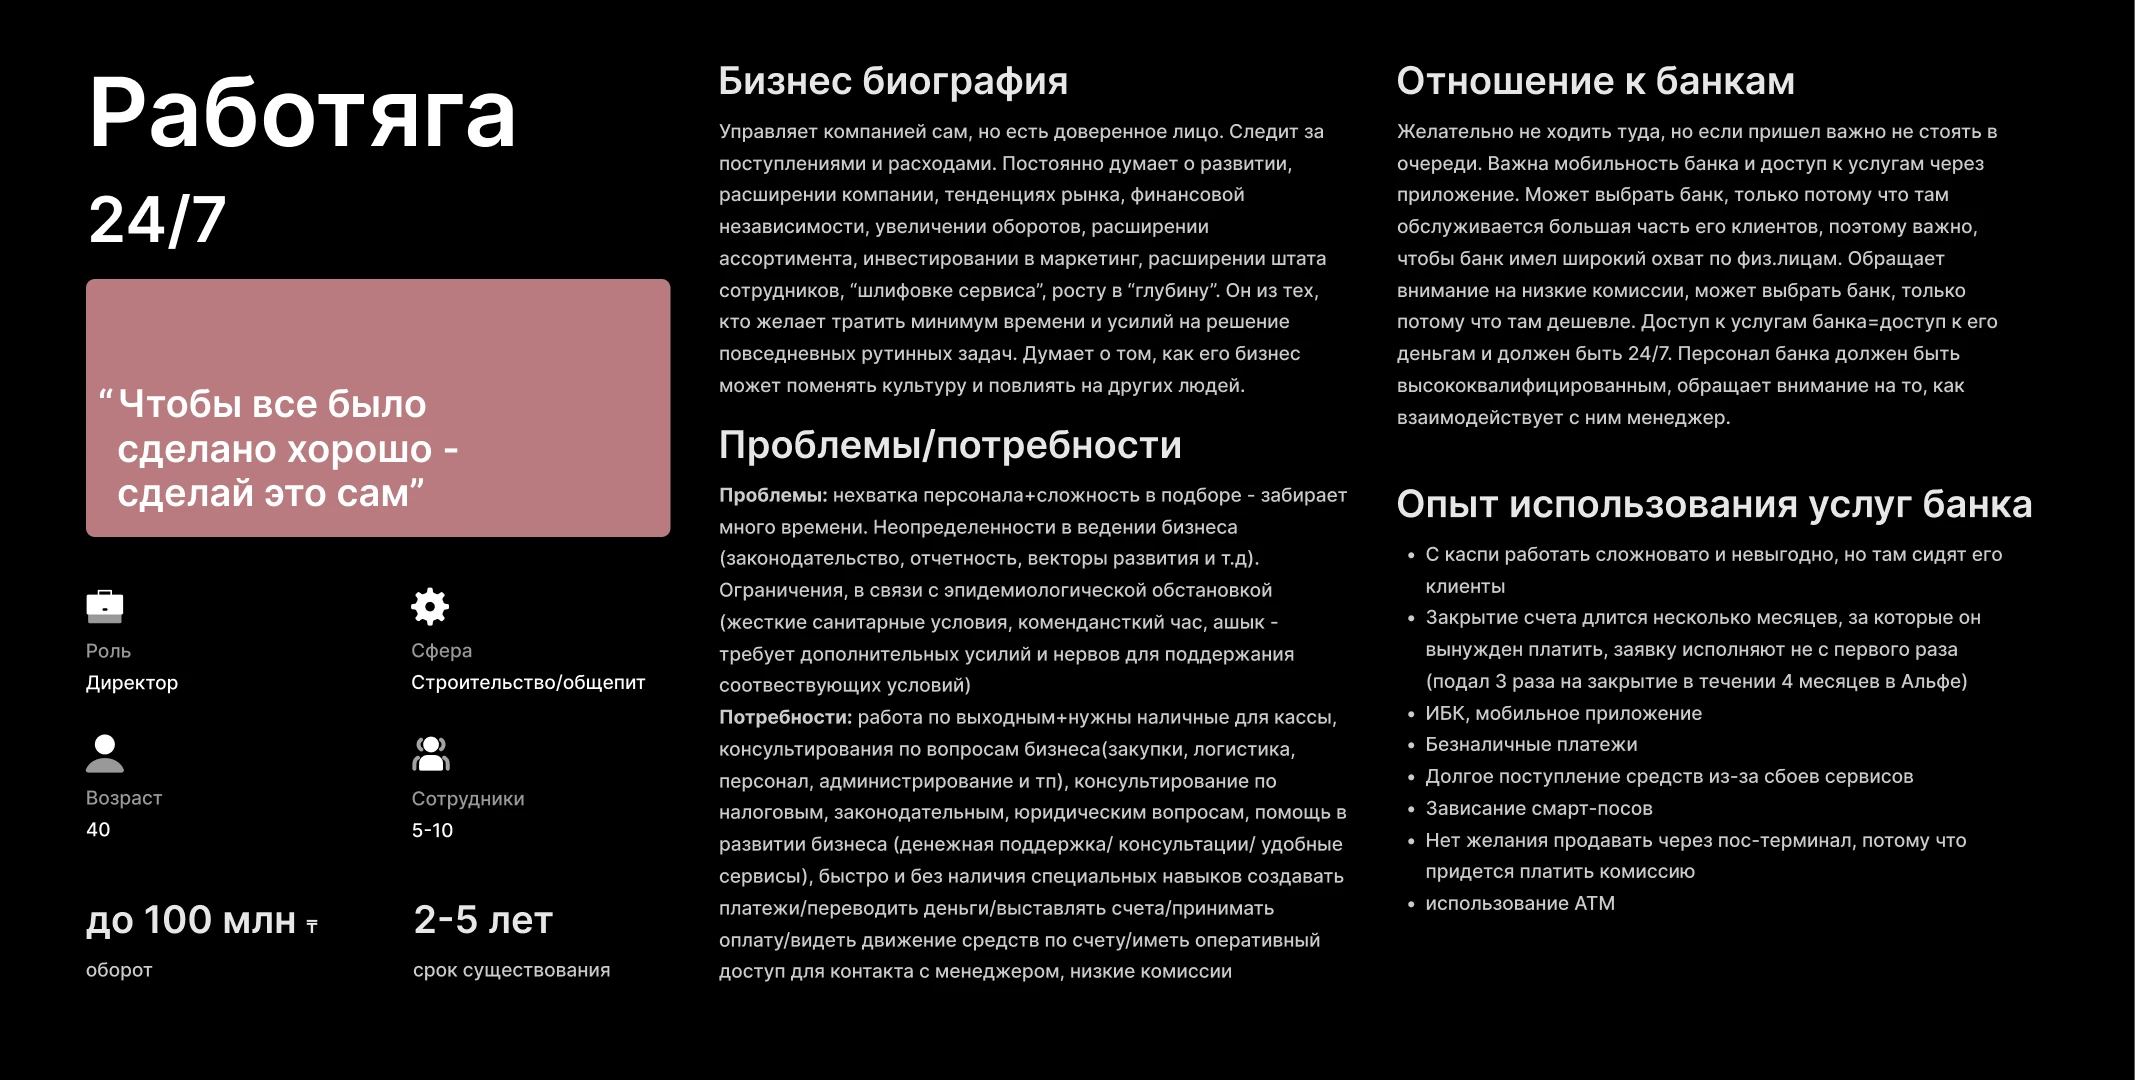 Работяга
24/7
“Чтобы все было
сделано хорошо -
сделай это сам”
Роль
Директор
Сфера
Строительство/общепит
Возраст
40
Сотрудники
5-10
до 100 млн ₸
оборот
2-5 лет
срок существования
Бизнес биография
Управляет компанией сам, но есть доверенное лицо. Следит за
поступлениями и расходами. Постоянно думает о развитии,
расширении компании, тенденциях рынка, финансовой
независимости, увеличении оборотов, расширении
ассортимента, инвестировании в маркетинг, расширении штата
сотрудников, “шлифовке сервиса”, росту в “глубину”. Он из тех,
кто желает тратить минимум времени и усилий на решение
повседневных рутинных задач. Думает о том, как его бизнес
может поменять культуру и повлиять на других людей.
Проблемы/потребности
Проблемы: нехватка персонала+сложность в подборе - забирает
много времени. Неопределенности в ведении бизнеса
(законодательство, отчетность, векторы развития и т.д).
Ограничения, в связи с эпидемиологической обстановкой
(жесткие санитарные условия, комендансткий час, ашык -
требует дополнительных усилий и нервов для поддержания
соотвествующих условий)
Потребности: работа по выходным+нужны наличные для кассы,
консультирования по вопросам бизнеса(закупки, логистика,
персонал, администрирование и тп), консультирование по
налоговым, законодательным, юридическим вопросам, помощь в
развитии бизнеса (денежная поддержка/ консультации/ удобные
сервисы), быстро и без наличия специальных навыков создавать
платежи/переводить деньги/выставлять счета/принимать
оплату/видеть движение средств по счету/иметь оперативный
доступ для контакта с менеджером, низкие комиссии
Отношение к банкам
Желательно не ходить туда, но если пришел важно не стоять в
очереди. Важна мобильность банка и доступ к услугам через
приложение. Может выбрать банк, только потому что там
обслуживается большая часть его клиентов, поэтому важно,
чтобы банк имел широкий охват по физ.лицам. Обращает
внимание на низкие комиссии, может выбрать банк, только
потому что там дешевле. Доступ к услугам банка=доступ к его
деньгам и должен быть 24/7. Персонал банка должен быть
высококвалифицированным, обращает внимание на то, как
взаимодействует с ним менеджер.
Опыт использования услуг банка
• С каспи работать сложновато и невыгодно, но там сидят его
клиенты
• Закрытие счета длится несколько месяцев, за которые он
вынужден платить, заявку исполняют не с первого раза
(подал 3 раза на закрытие в течении 4 месяцев в Альфе)
• ИБК, мобильное приложение
• Безналичные платежи
• Долгое поступление средств из-за сбоев сервисов
• Зависание смарт-посов
• Нет желания продавать через пос-терминал, потому что
придется платить комиссию
• использование АТМ